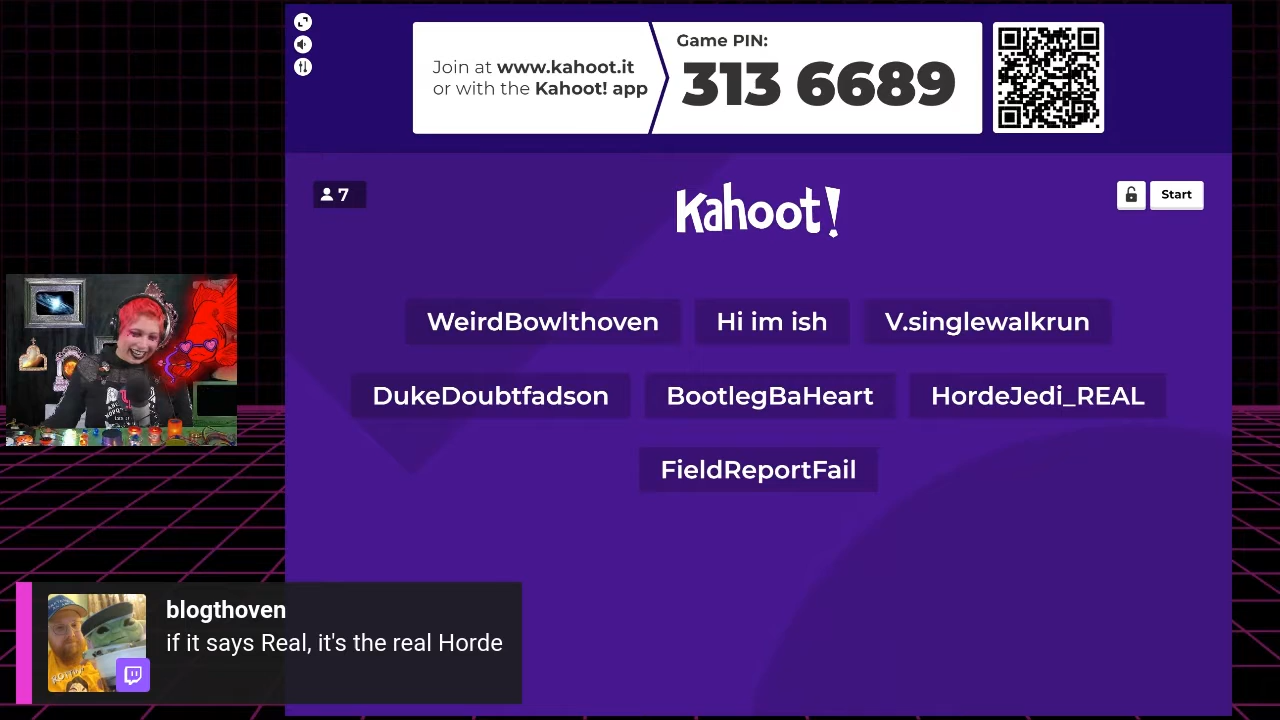 Join at www.kahoot.it
or with the Kahoot! app
Game PIN:
313 6689
7
Kahoot!
Start
WeirdBowlthoven
Hi im ish
V.singlewalkrun
DukeDoubtfadson
BootlegBaHeart
HordeJedi_REAL
FieldReportFail
blogthoven
if it says Real, it's the real Horde